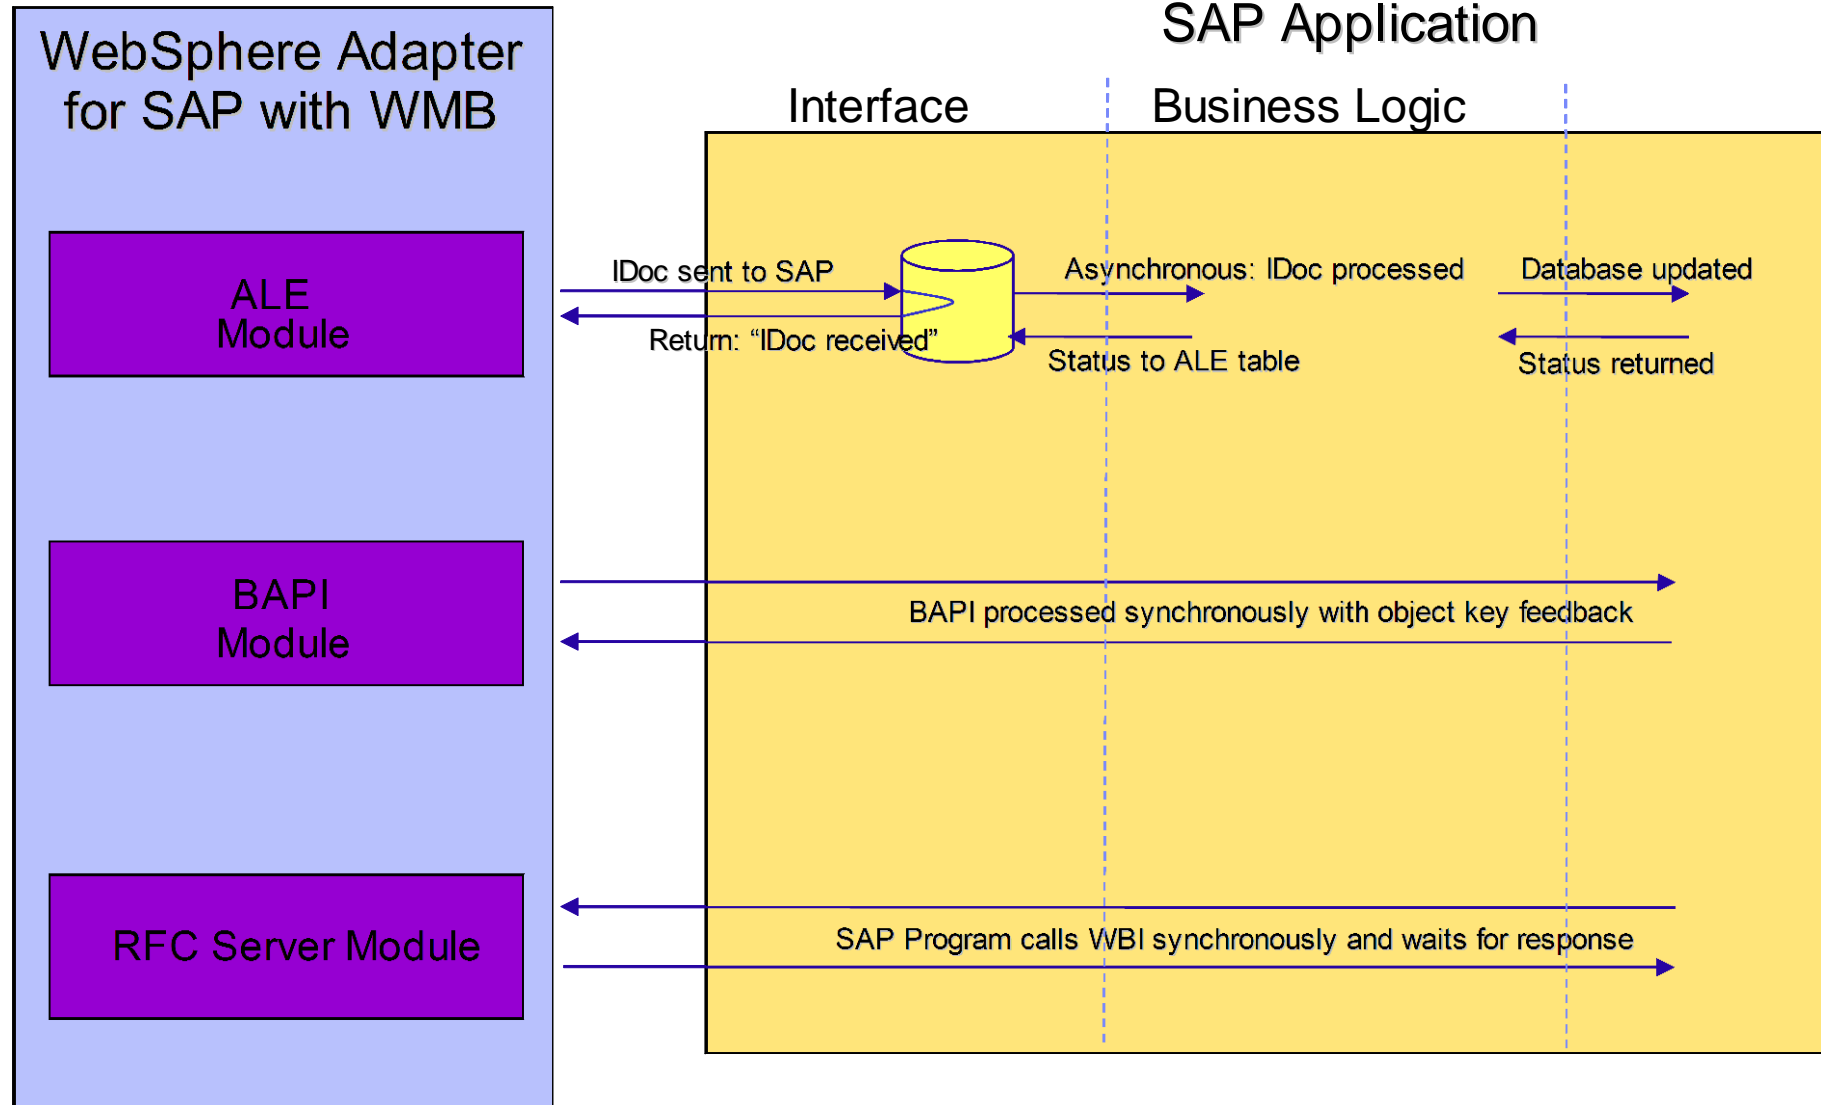 WebSphere Adapter
for SAP with WMB
SAP Application
Interface
Business Logic
ALE
Module
IDoc sent to SAP
Return: “IDoc received”
Asynchronous: IDoc processed
Status to ALE table
Database updated
Status returned
BAPI
Module
BAPI processed synchronously with object key feedback
RFC Server Module
SAP Program calls WBI synchronously and waits for response